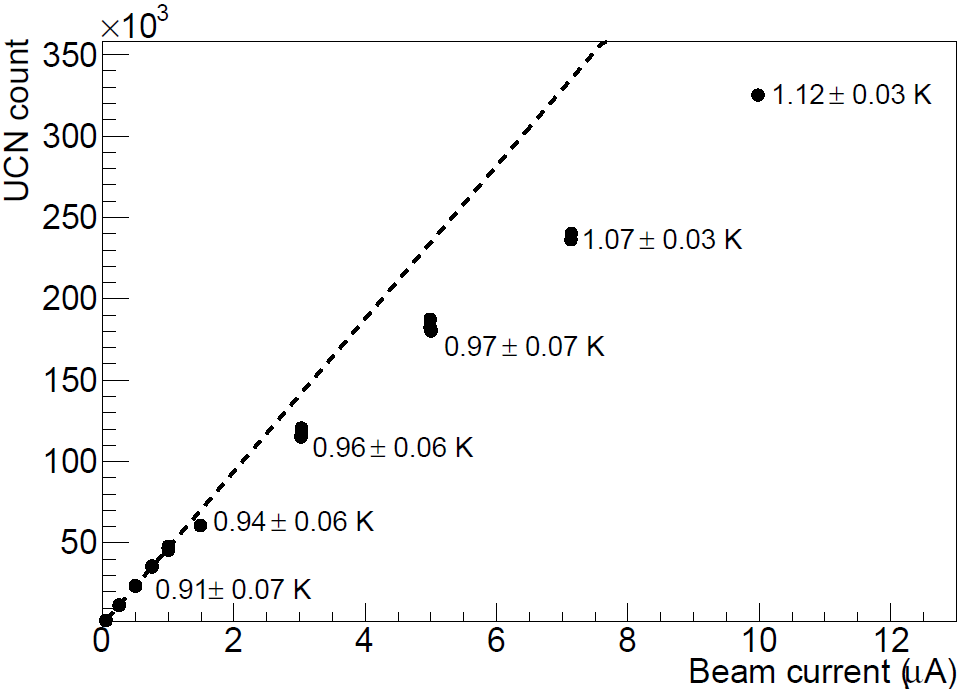 ×10³
350
300
250
200
150
100
50
UCN count
1.12 ± 0.03 K
1.07 ± 0.03 K
0.97 ± 0.07 K
0.96 ± 0.06 K
0.94 ± 0.06 K
0.91 ± 0.07 K
0 2 4 6 8 10 12
Beam current (μA)